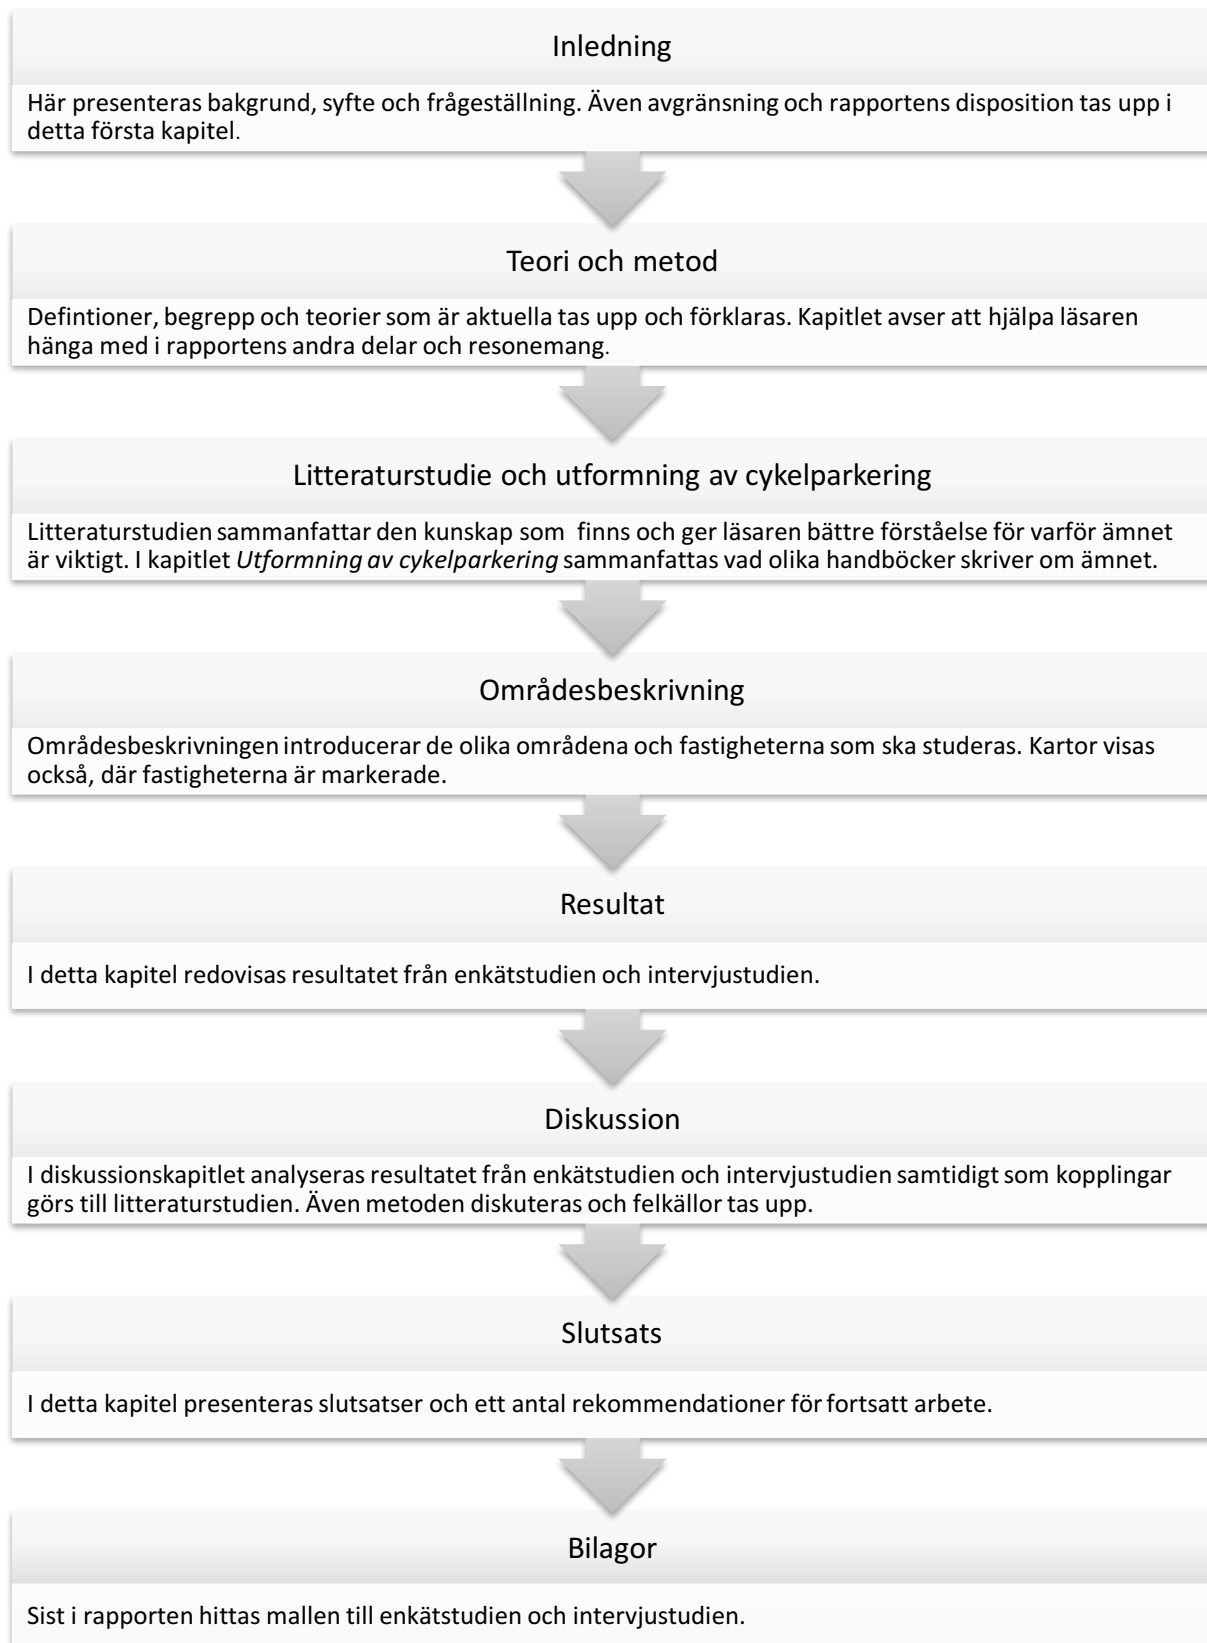 Inledning
Här presenteras bakgrund, syfte och frågeställning. Även avgränsning och rapportens disposition tas upp i
detta första kapitel.
Teori och metod
Defintioner, begrepp och teorier som är aktuella tas upp och förklaras. Kapitlet avser att hjälpa läsaren
hänga med i rapportens andra delar och resonemang.
Litteraturstudie och utformning av cykelparkering
Litteraturstudien sammanfattar den kunskap som finns och ger läsaren bättre förståelse för varför ämnet
är viktigt. I kapitlet Utformning av cykelparkering sammanfattas vad olika handböcker skriver om ämnet.
Områdesbeskrivning
Områdesbeskrivningen introducerar de olika områdena och fastigheterna som ska studeras. Kartor visas
också, där fastigheterna är markerade.
Resultat
I detta kapitel redovisas resultatet från enkätstudien och intervjustudien.
Diskussion
I diskussionskapitlet analyseras resultatet från enkätstudien och intervjustudien samtidigt som kopplingar
görs till litteraturstudien. Även metoden diskuteras och felkällor tas upp.
Slutsats
I detta kapitel presenteras slutsatser och ett antal rekommendationer för fortsatt arbete.
Bilagor
Sist i rapporten hittas mallen till enkätstudien och intervjustudien.